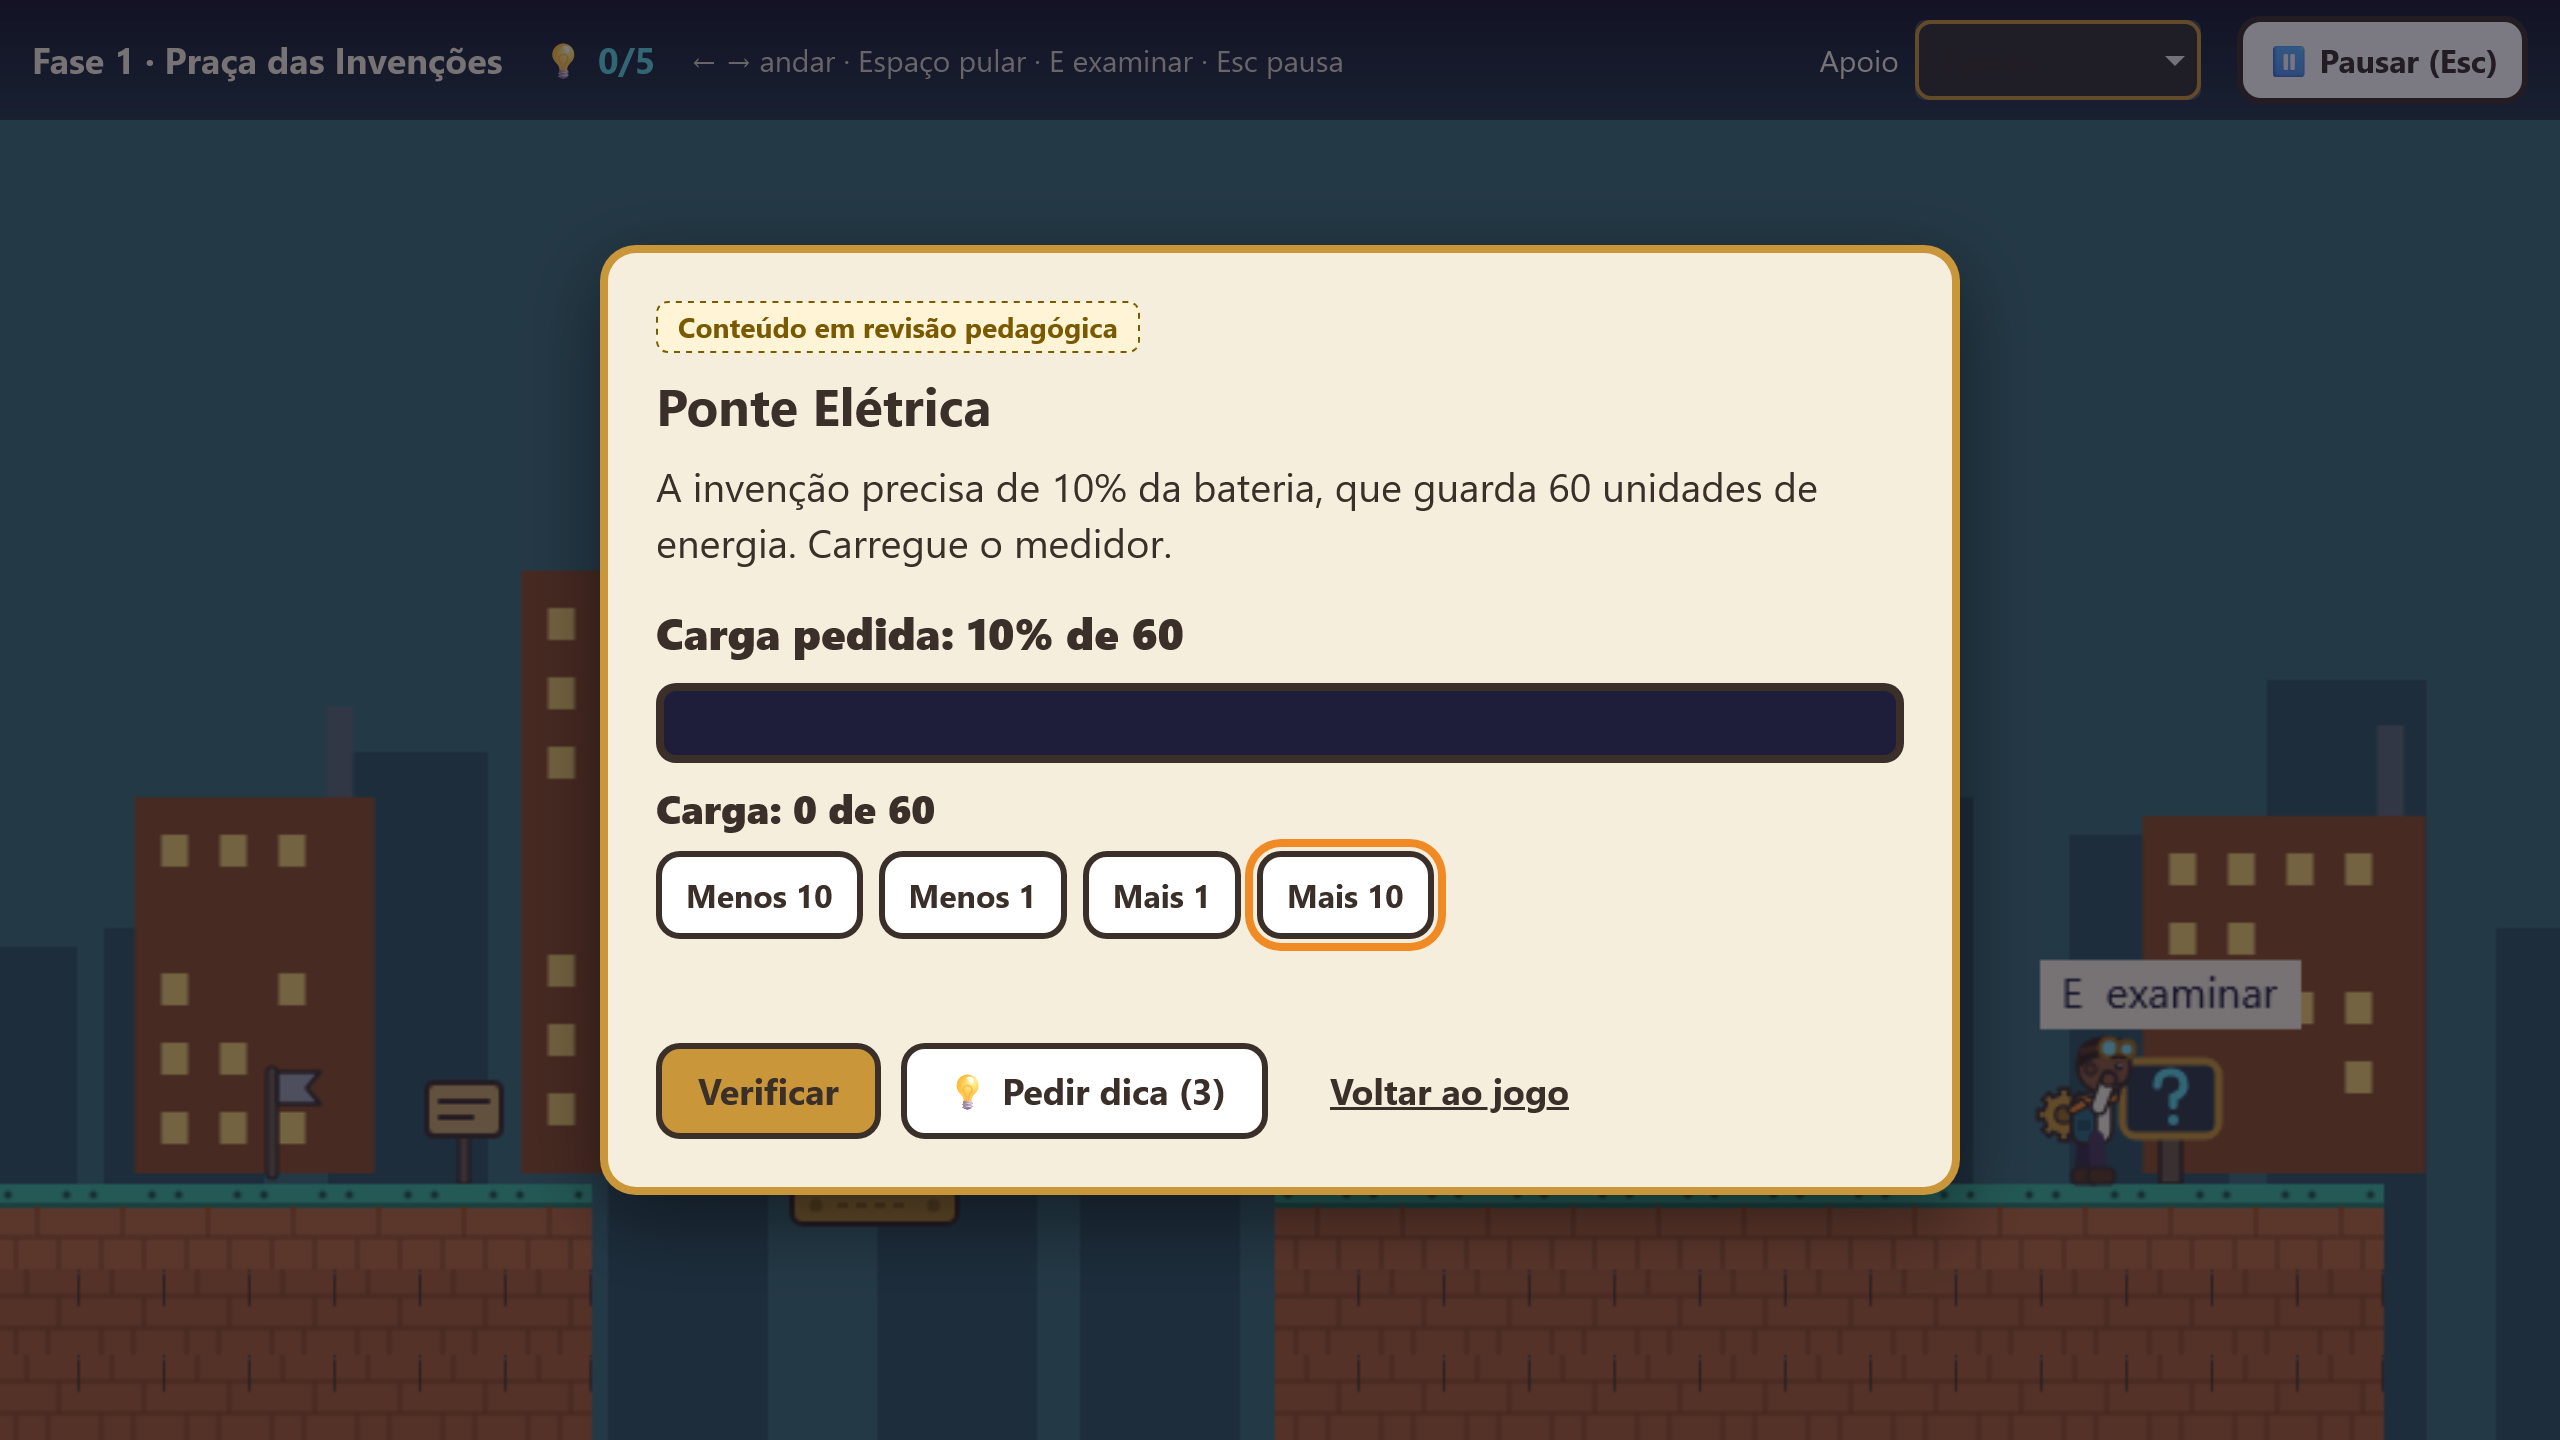 Fase 1 · Praça das Invenções
0/5
← → andar · Espaço pular · E examinar · Esc pausa
Apoio
Pausar (Esc)
Conteúdo em revisão pedagógica
Ponte Elétrica
A invenção precisa de 10% da bateria, que guarda 60 unidades de
energia. Carregue o medidor.
Carga pedida: 10% de 60
Carga: 0 de 60
Menos 10
Menos 1
Mais 1
Mais 10
E examinar
?
Verificar
Pedir dica (3)
Voltar ao jogo